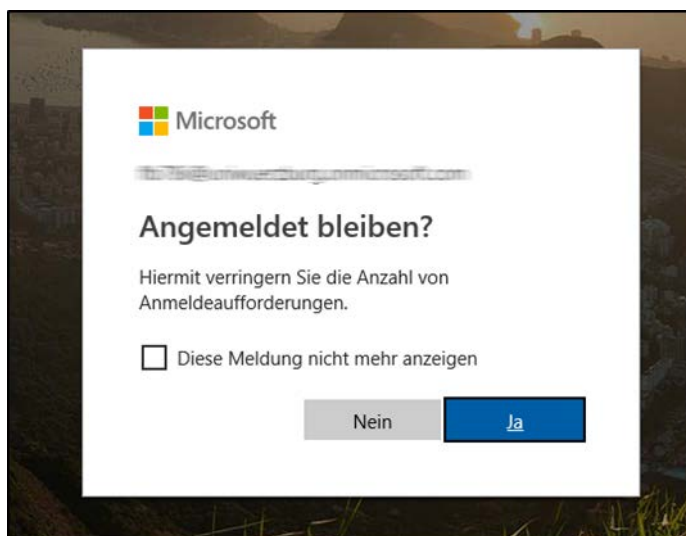 Microsoft
Angemeldet bleiben?
Hiermit verringern Sie die Anzahl von
Anmeldeaufforderungen.
Diese Meldung nicht mehr anzeigen
Nein
Ja